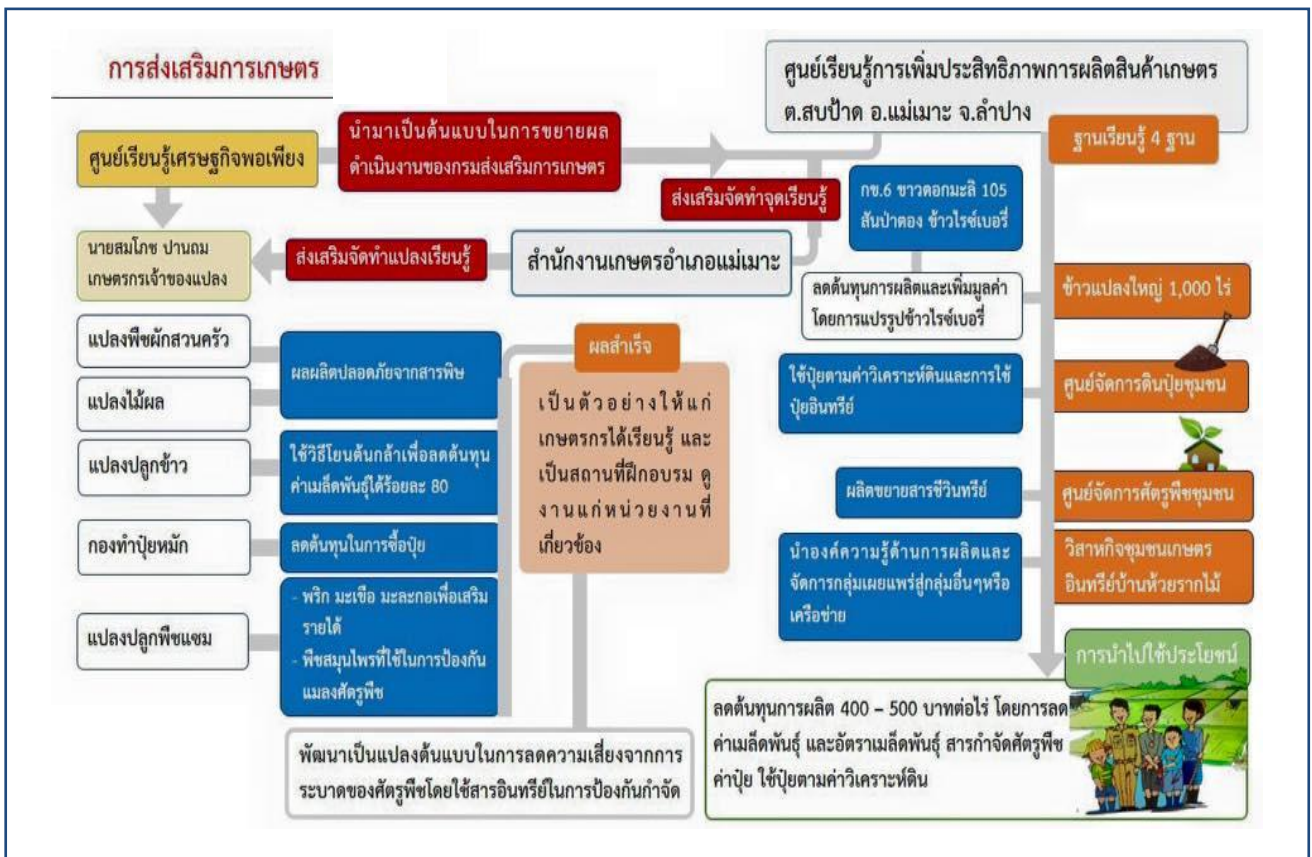 การส่งเสริมการเกษตร
ศูนย์เรียนรู้การเพิ่มประสิทธิภาพการผลิตสินค้าเกษตร
ต.สบป้าด อ.แม่เมาะ จ.ลำปาง
ศูนย์เรียนรู้เศรษฐกิจพอเพียง
นำมาเป็นต้นแบบในการขยายผล
ดำเนินงานของกรมส่งเสริมการเกษตร
ฐานเรียนรู้ 4 ฐาน
ส่งเสริมจัดทำจุดเรียนรู้
กข.6 ขาวดอกมะลิ 105
สันป่าตอง ข้าวไรซ์เบอรี่
นายสมโภช ปานถม
เกษตรกรเจ้าของแปลง
ส่งเสริมจัดทำแปลงเรียนรู้
สำนักงานเกษตรอำเภอแม่เมาะ
ลดต้นทุนการผลิตและเพิ่มมูลค่า
โดยการแปรรูปข้าวไรซ์เบอรี่
ข้าวแปลงใหญ่ 1,000 ไร่
แปลงพืชผักสวนครัว
แปลงไม้ผล
ผลผลิตปลอดภัยจากสารพิษ
แปลงปลูกข้าว
ใช้วิธีโยนต้นกล้าเพื่อลดต้นทุน
ค่าเมล็ดพันธุ์ได้ร้อยละ 80
กองทำปุ๋ยหมัก
ลดต้นทุนในการซื้อปุ๋ย
แปลงปลูกพืชแซม
- พริก มะเขือ มะละกอเพื่อเสริม
รายได้
- พืชสมุนไพรที่ใช้ในการป้องกัน
แมลงศัตรูพืช
ผลสำเร็จ
เป็นตัวอย่างให้แก่
เกษตรกรได้เรียนรู้ และ
เป็นสถานที่ฝึกอบรม ดู
งานแก่หน่วยงานที่
เกี่ยวข้อง
พัฒนาเป็นแปลงต้นแบบในการลดความเสี่ยงจากการ
ระบาดของศัตรูพืชโดยใช้สารอินทรีย์ในการป้องกันกำจัด
ใช้ปุ๋ยตามค่าวิเคราะห์ดินและการใช้
ปุ๋ยอินทรีย์
ศูนย์จัดการดินปุ๋ยชุมชน
ผลิตขยายสารชีวินทรีย์
ศูนย์จัดการศัตรูพืชชุมชน
นำองค์ความรู้ด้านการผลิตและ
จัดการกลุ่มเผยแพร่สู่กลุ่มอื่นๆหรือ
เครือข่าย
วิสาหกิจชุมชนเกษตร
อินทรีย์บ้านห้วยรากไม้
การนำไปใช้ประโยชน์
ลดต้นทุนการผลิต 400 – 500 บาทต่อไร่ โดยการลด
ค่าเมล็ดพันธุ์ และอัตราเมล็ดพันธุ์ สารกำจัดศัตรูพืช
ค่าปุ๋ย ใช้ปุ๋ยตามค่าวิเคราะห์ดิน